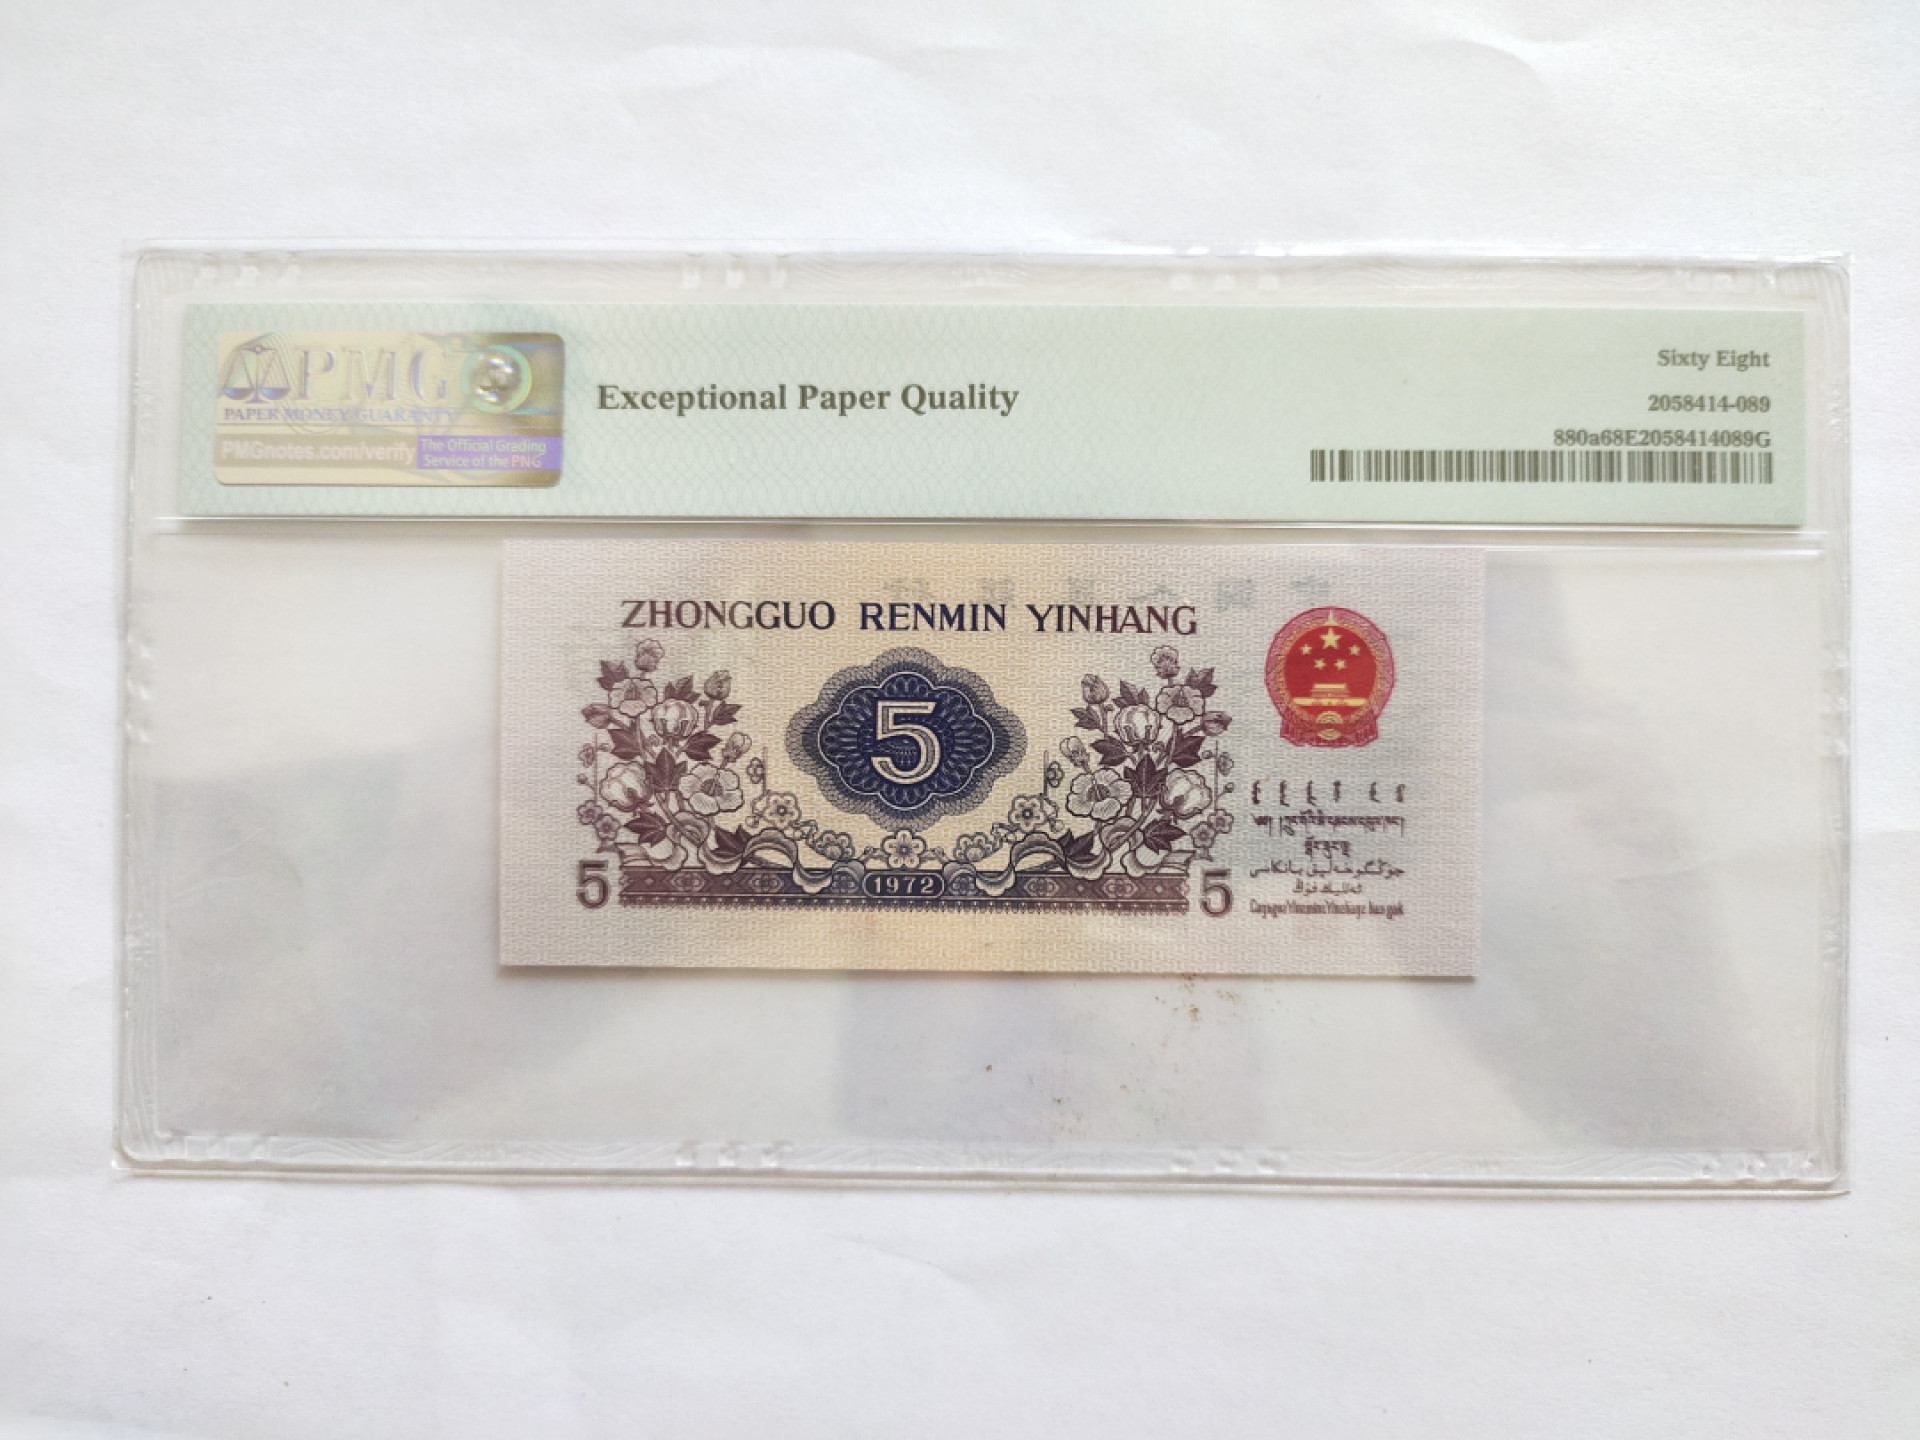 PMG
PAPER MONEY GUARANTY
PMGnotes.com/verify
The Official Grading
Service of the PNG
Exceptional Paper Quality
Sixty Eight
2058414-089
880a68E2058414089G
ZHONGGUO RENMIN YINHANG
5
5
1972
5